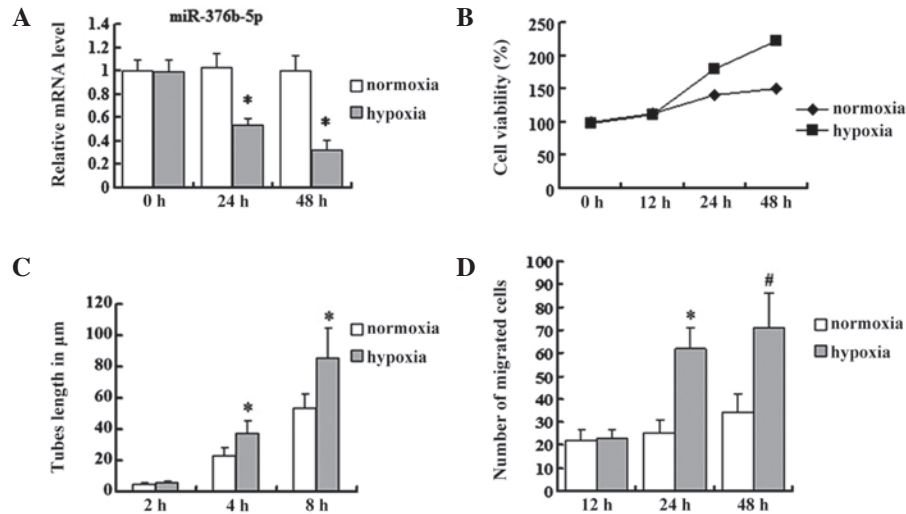 A
miR-376b-5p
Relative mRNA level
1.4
1.2
1
0.8
0.6
0.4
0.2
0
*
*
0 h
24 h
48 h
normoxia
hypoxia
B
Cell viability (%)
250
200
150
100
50
0
0 h
12 h
24 h
48 h
normoxia
hypoxia
C
Tubes length in µm
120
100
80
60
40
20
0
*
*
2 h
4 h
8 h
normoxia
hypoxia
D
Number of migrated cells
100
90
80
70
60
50
40
30
20
10
0
*
#
12 h
24 h
48 h
normoxia
hypoxia